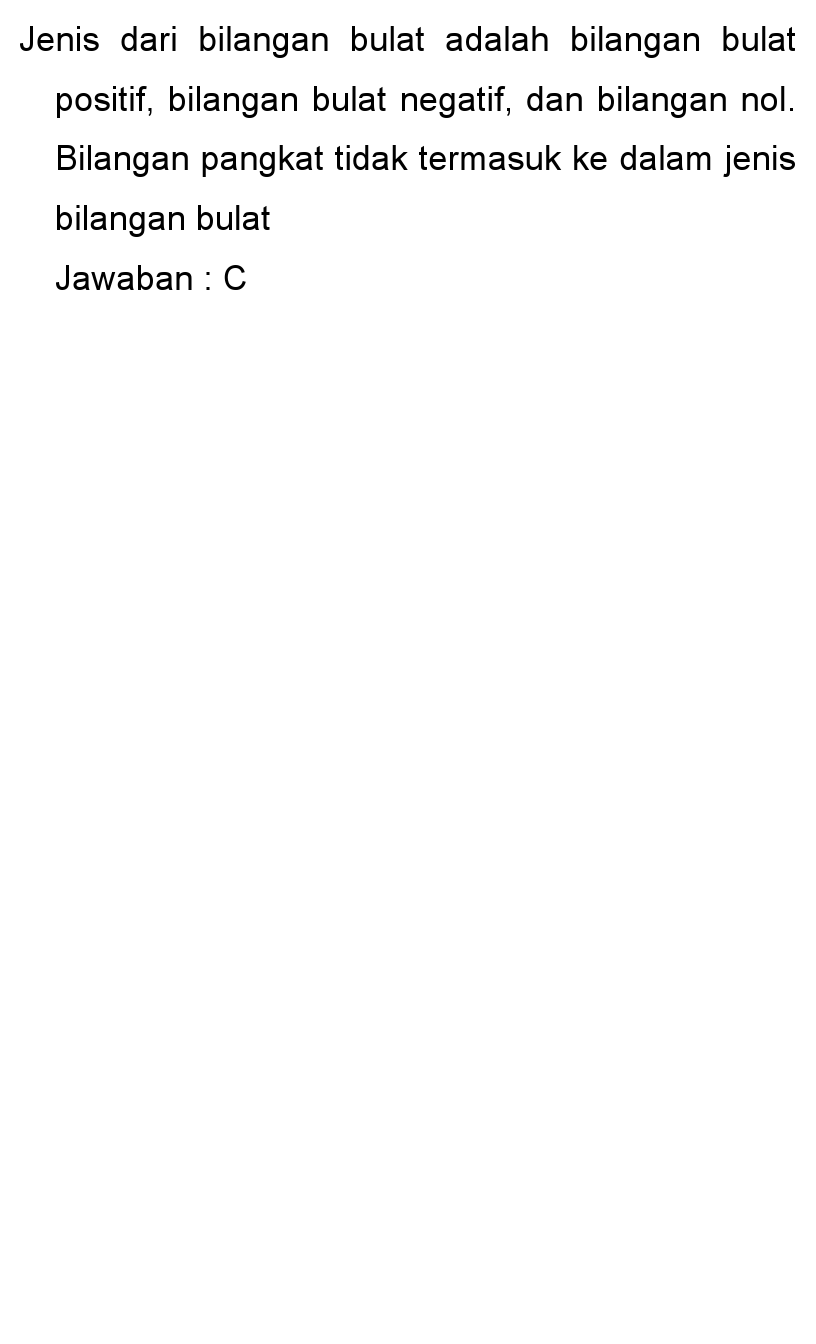 Jenis dari bilangan bulat adalah bilangan bulat
positif, bilangan bulat negatif, dan bilangan nol.
Bilangan pangkat tidak termasuk ke dalam jenis
bilangan bulat
Jawaban : C